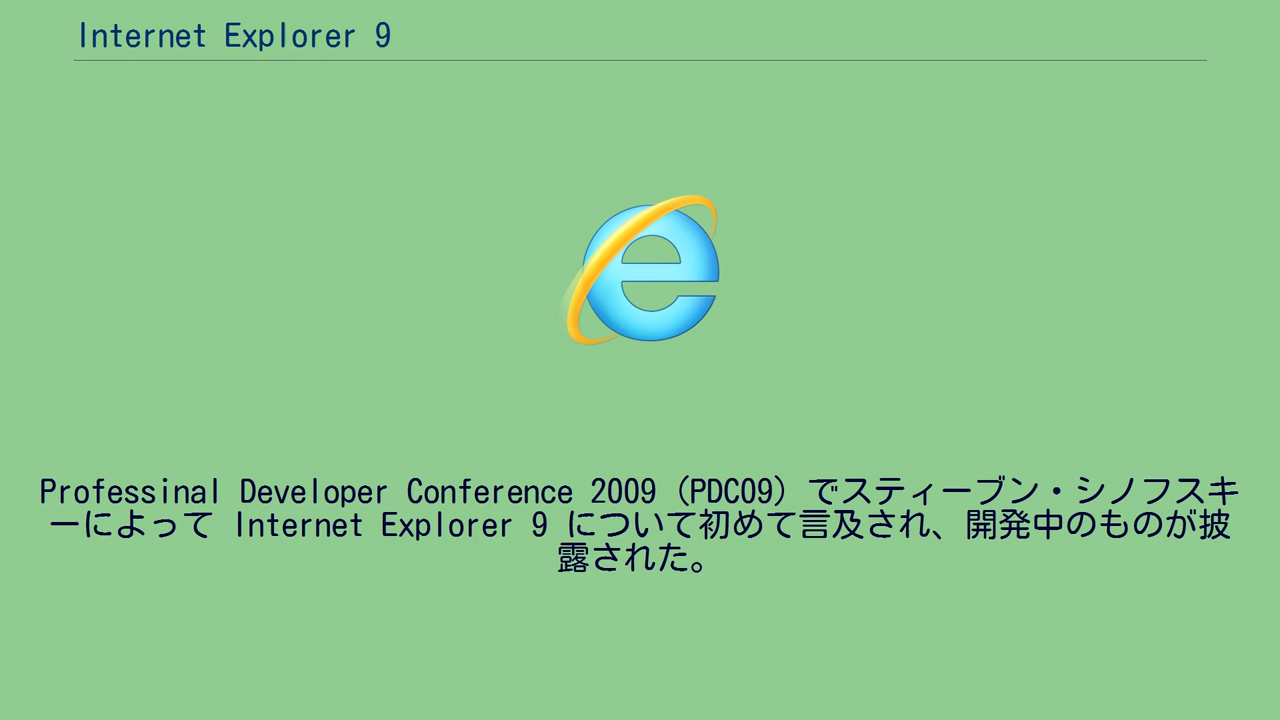 Internet Explorer 9
Professinal Developer Conference 2009（PDC09）でスティーブン・シノフスキ
ーによって Internet Explorer 9 について初めて言及され、開発中のものが披
露された。